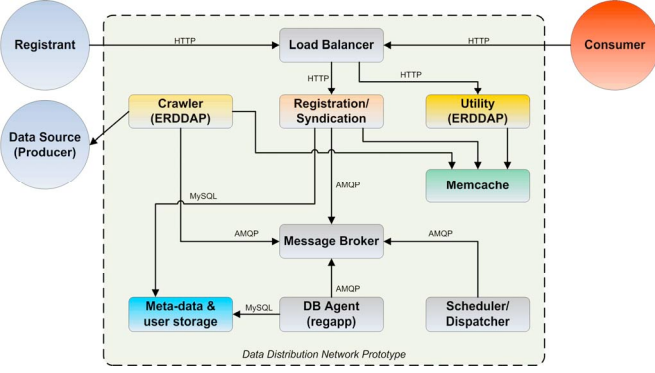 Registrant
HTTP
Load Balancer
HTTP
Consumer
HTTP
HTTP
Crawler
(ERDDAP)
Registration/
Syndication
Utility
(ERDDAP)
Data Source
(Producer)
Memcache
MySQL
AMQP
AMQP
Message Broker
AMQP
AMQP
Meta-data &
user storage
MySQL
DB Agent
(regapp)
Scheduler/
Dispatcher
Data Distribution Network Prototype